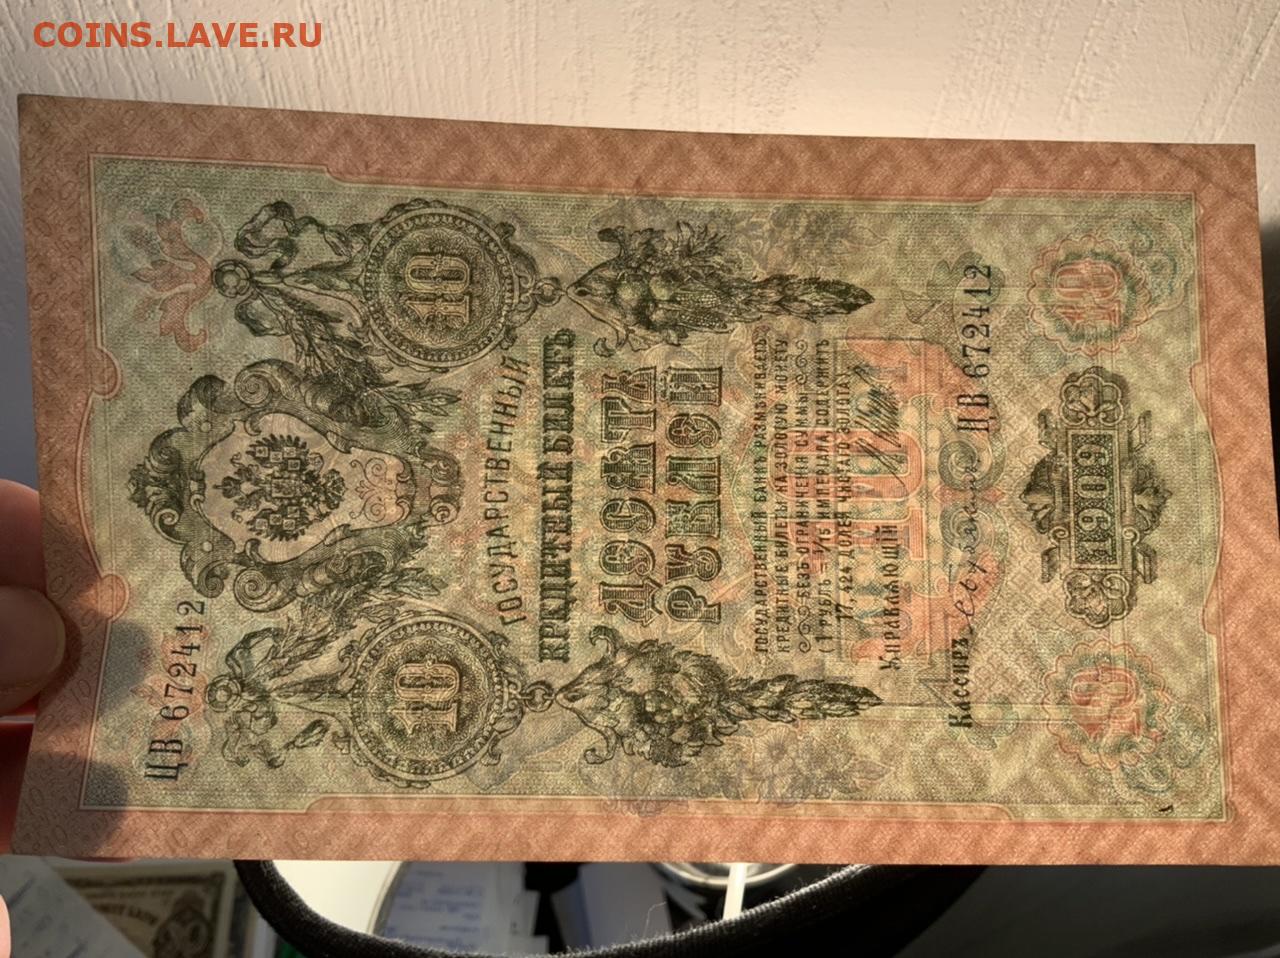 COINS.LAVE.RU
ЦВ 672412
10
10
ГОСУДАРСТВЕННЫЙ
КРЕДИТНЫЙ БИЛЕТЪ
ДЕСЯТЬ
РУБЛЕЙ
ГОСУДАРСТВЕННЫЙ БАНКЪ РАЗМѢНИВАЕТЪ
КРЕДИТНЫЕ БИЛЕТЫ НА ЗОЛОТУЮ МОНЕТУ
БЕЗЪ ОГРАНИЧЕНІЯ СУММЫ
(1 РУБЛЬ = 1/15 ИМПЕРІАЛА, СОДЕРЖИТЪ
17,424 ДОЛЕЙ ЧИСТАГО ЗОЛОТА)
10
Управляющій
Кассиръ
ЦВ 672412
10
1909
10